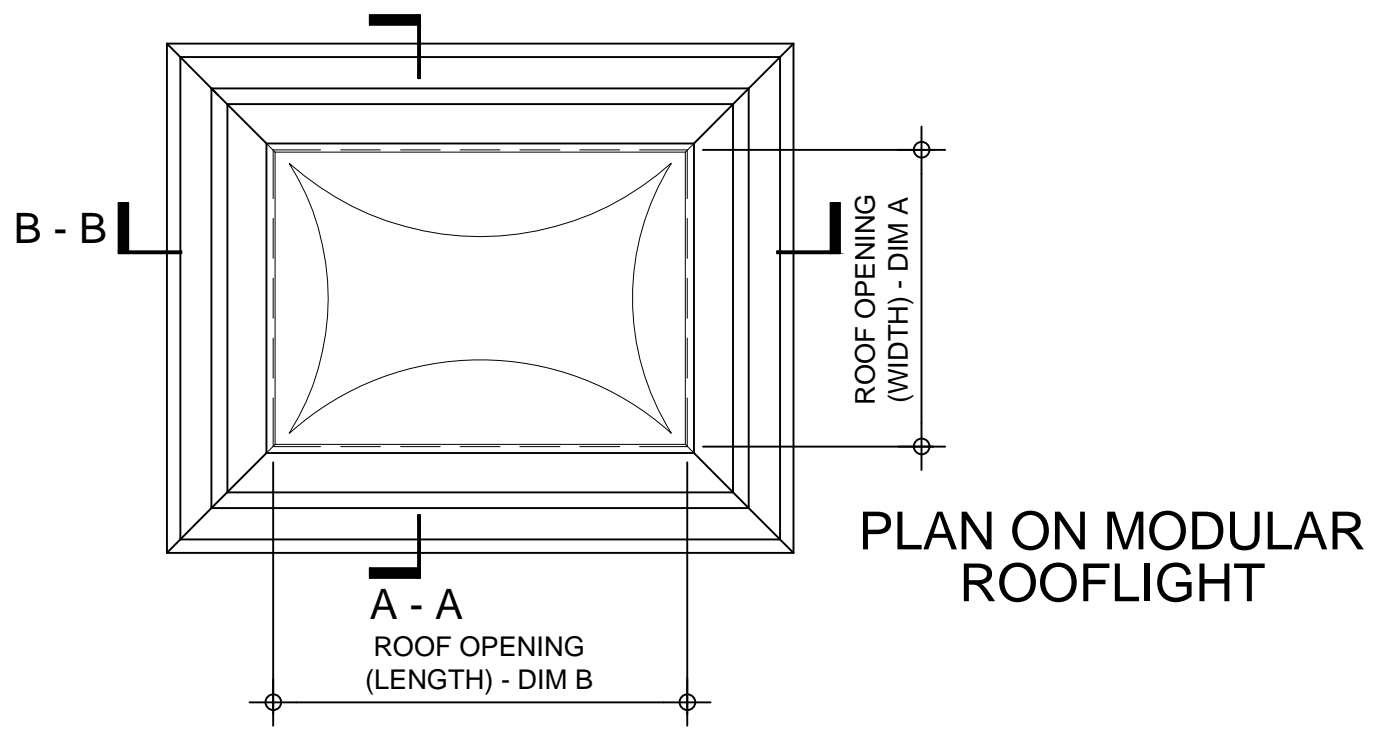 B - B
ROOF OPENING
(WIDTH) - DIM A
PLAN ON MODULAR
ROOFLIGHT
A - A
ROOF OPENING
(LENGTH) - DIM B